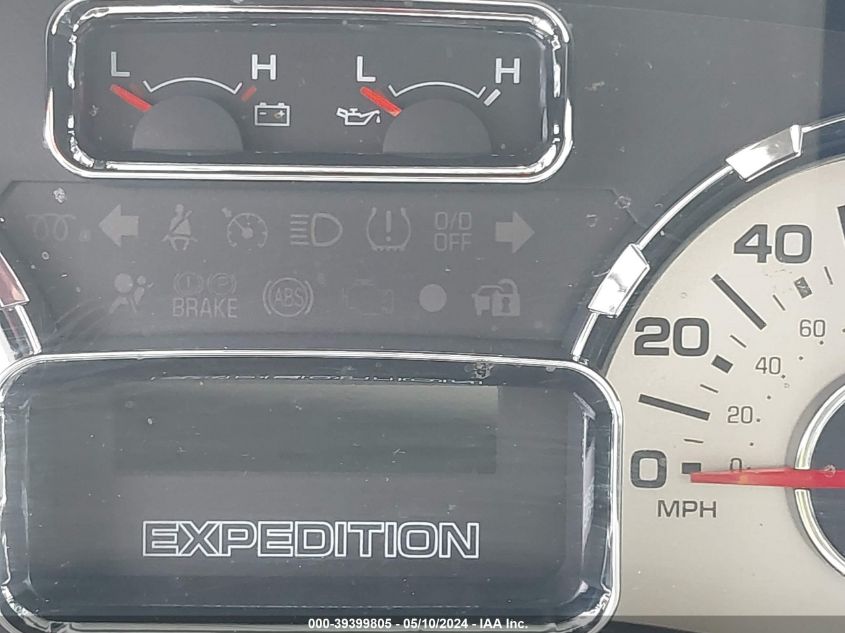 L H L H
O/D
OFF
BRAKE
ABS
40
60
20
40
20
0 0
MPH
EXPEDITION
000-39399805 - 05/10/2024 - IAA Inc.